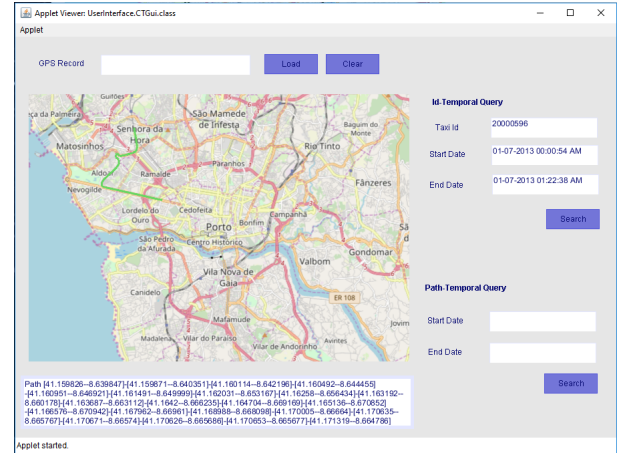 Applet Viewer: UserInterface.CTGui.class
Applet
GPS Record
Load
Clear
Guifões
ça da Palmeira
São Mamede
de Infesta
Senhora da
Hora
Baguim do
Monte
Matosinhos
Rio Tinto
Paranhos
Aldoar
Ramalde
Fânzeres
Nevogilde
Lordelo do
Ouro
Cedofeita
Campanhã
Bonfim
Porto
São Pedro
da Afurada
Centro Histórico
Gondomar
Valbom
Vila Nova de
Gaia
Canidelo
ER 108
Mafamude
Jovim
Madalena
Vilar do Paraíso
Vilar de Andorinho
Avintes
Id-Temporal Query
Taxi Id
20000596
Start Date
01-07-2013 00:00:54 AM
End Date
01-07-2013 01:22:38 AM
Search
Path-Temporal Query
Start Date
End Date
Search
Path [41.159826--8.639847]-[41.159871--8.640351]-[41.160114--8.642196]-[41.160492--8.644455]
-[41.160951--8.646921]-[41.161491--8.649999]-[41.162031--8.653167]-[41.16258--8.656434]-[41.163192--
8.660178]-[41.163687--8.663112]-[41.1642--8.666235]-[41.164704--8.669169]-[41.165136--8.670852]
-[41.166576--8.670942]-[41.167962--8.66961]-[41.168988--8.668098]-[41.170005--8.66664]-[41.170635--
8.665767]-[41.170671--8.66574]-[41.170626--8.665686]-[41.170653--8.665677]-[41.171319--8.664786]
Applet started.